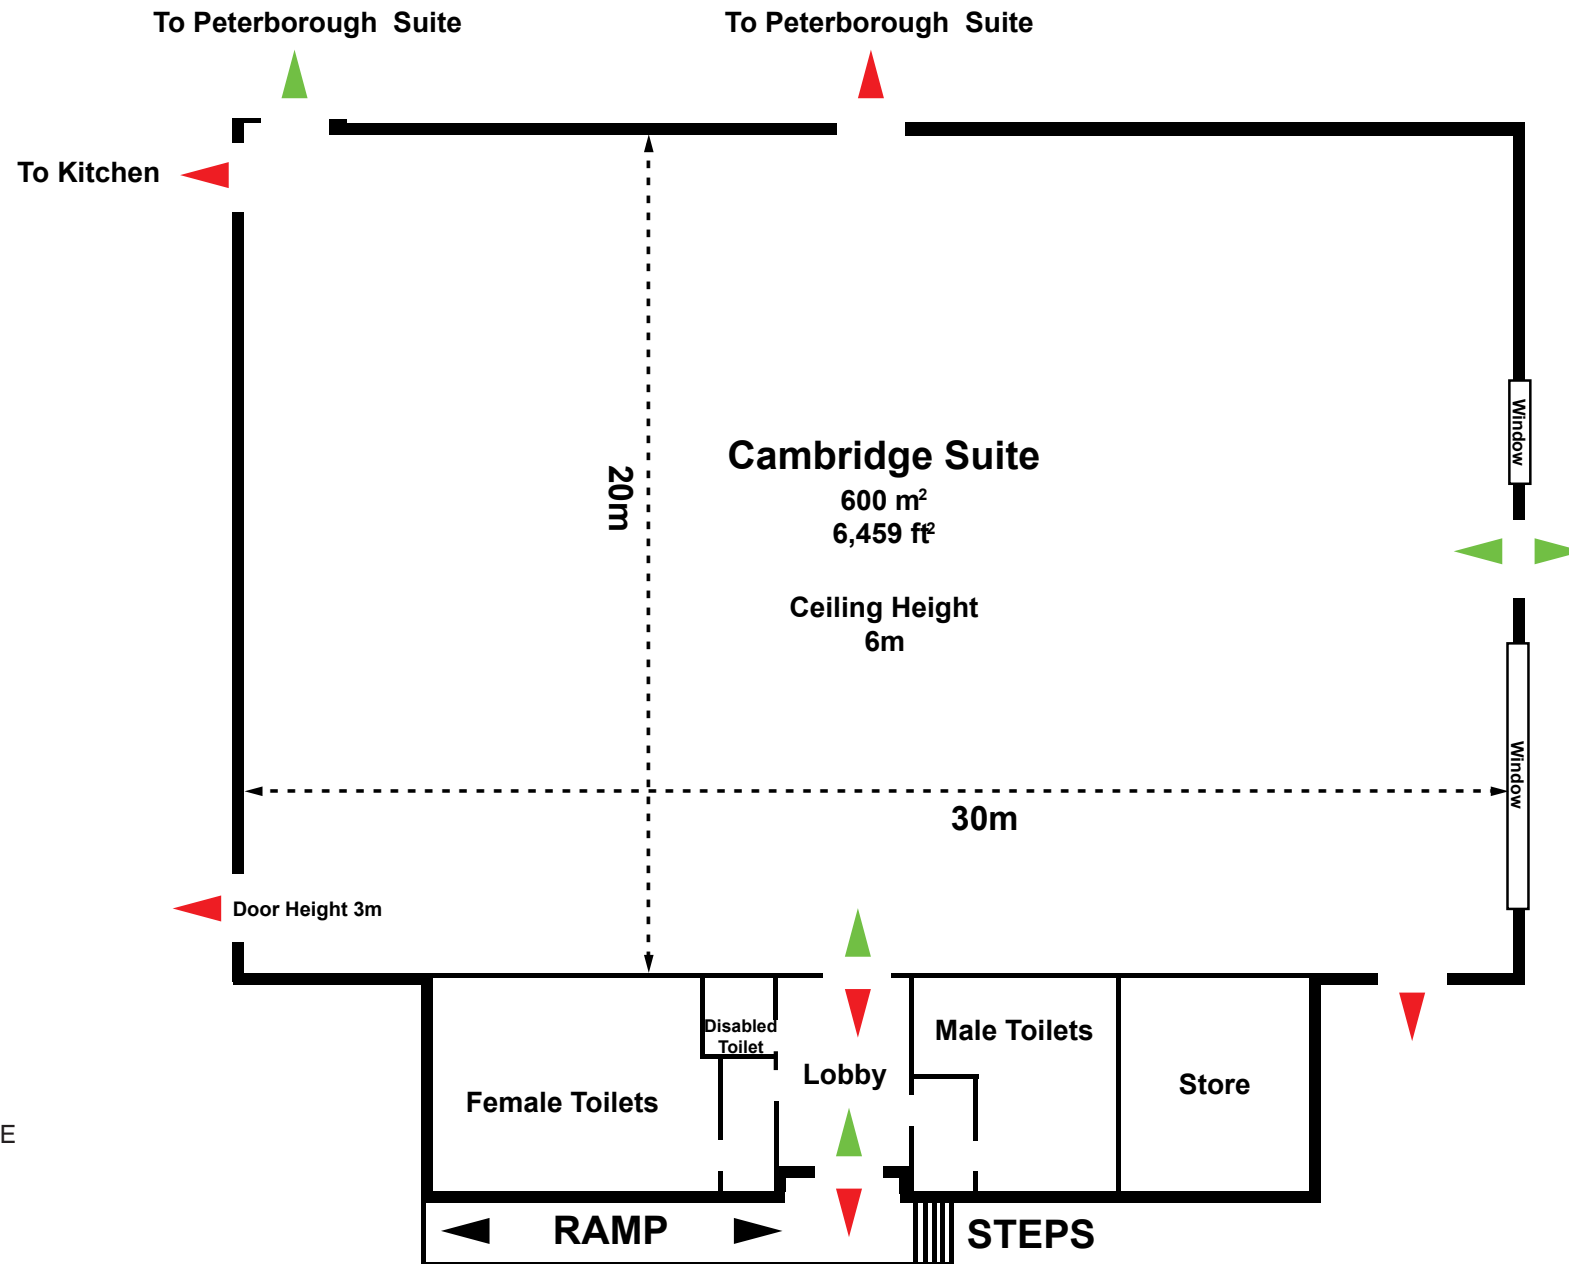 To Peterborough Suite
To Peterborough Suite
To Kitchen
Window
Cambridge Suite
20m
600 m²
6,459 ft²
Ceiling Height
6m
Window
30m
Door Height 3m
Disabled
Toilet
Male Toilets
Lobby
Store
Female Toilets
E
RAMP
STEPS